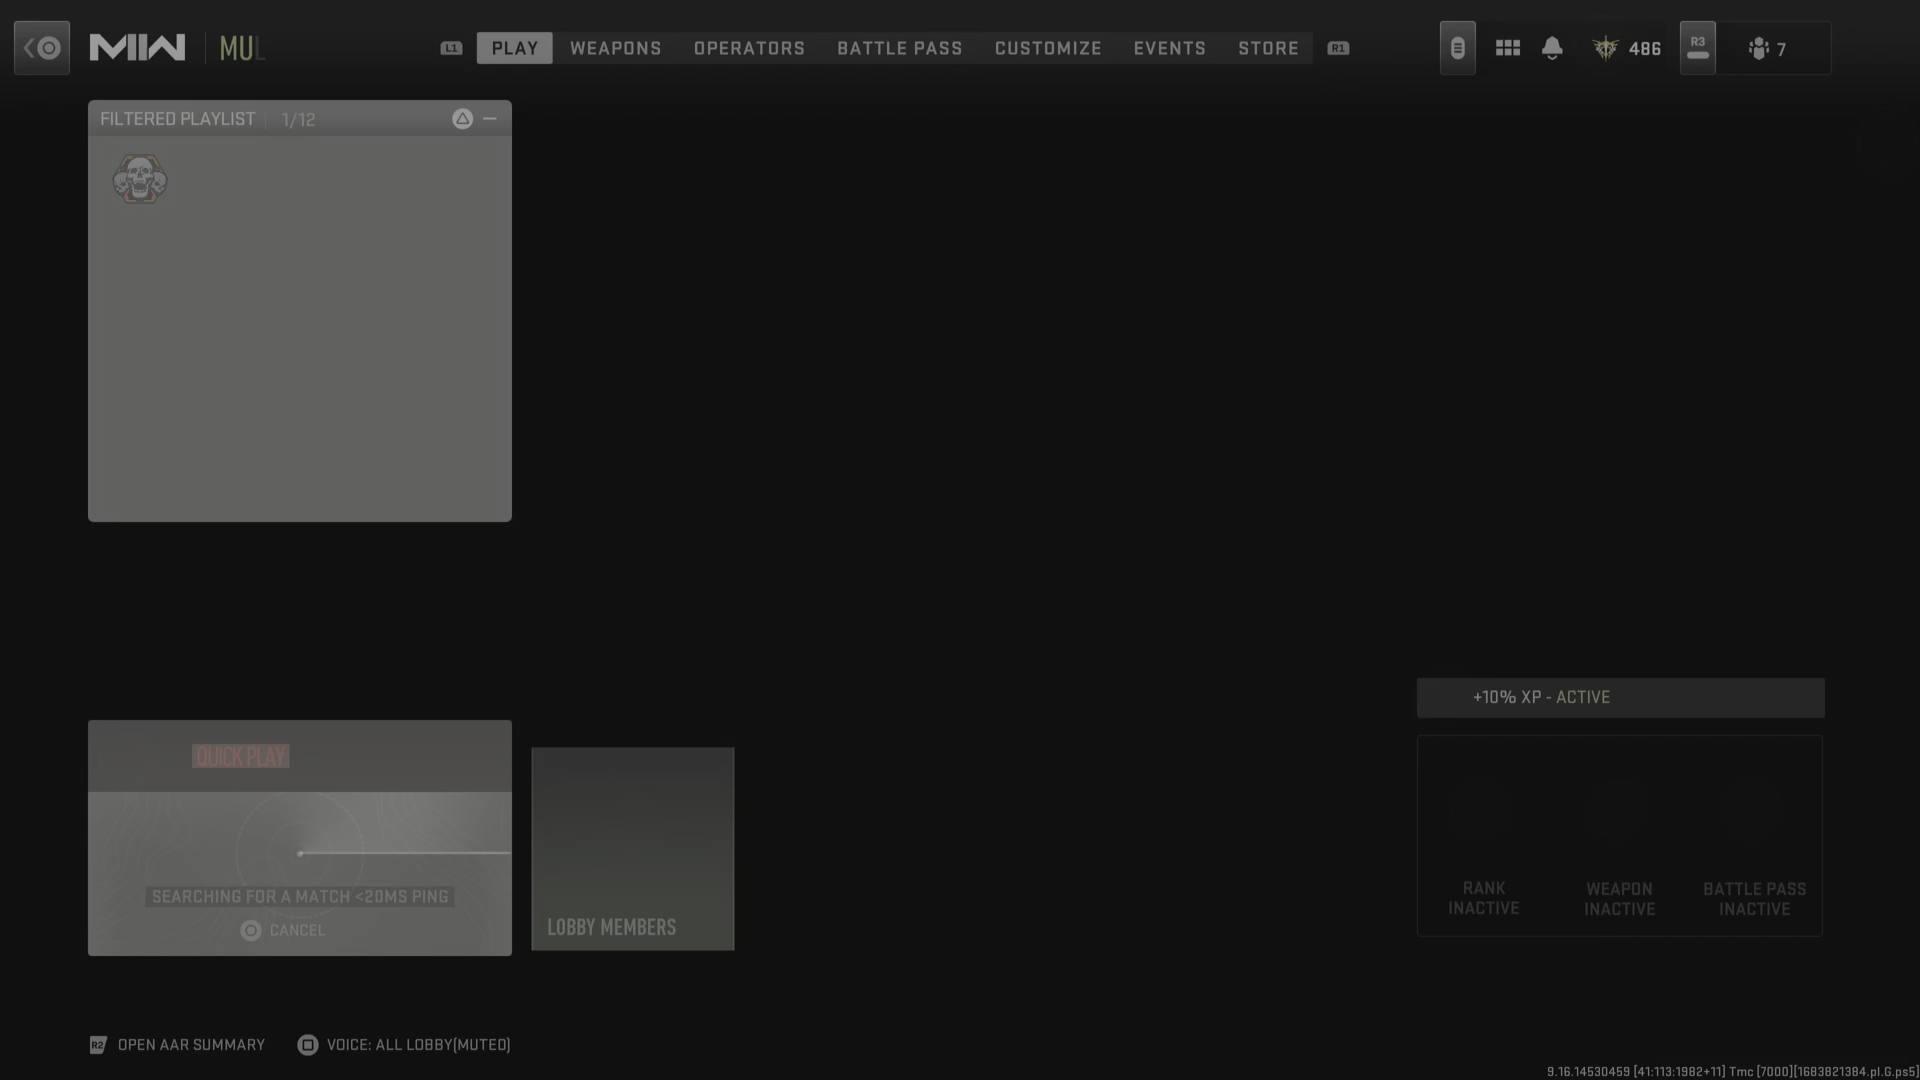 MW MUL
L1 PLAY WEAPONS OPERATORS BATTLE PASS CUSTOMIZE EVENTS STORE R1
486 R3 7
FILTERED PLAYLIST 1/12
+10% XP - ACTIVE
QUICK PLAY
SEARCHING FOR A MATCH <20MS PING
CANCEL
LOBBY MEMBERS
RANK INACTIVE
WEAPON INACTIVE
BATTLE PASS INACTIVE
R2 OPEN AAR SUMMARY VOICE: ALL LOBBY(MUTED)
9.16.14530459 [41:113:1982+11] Tmc [7000][1683821384.pl.G.ps5]